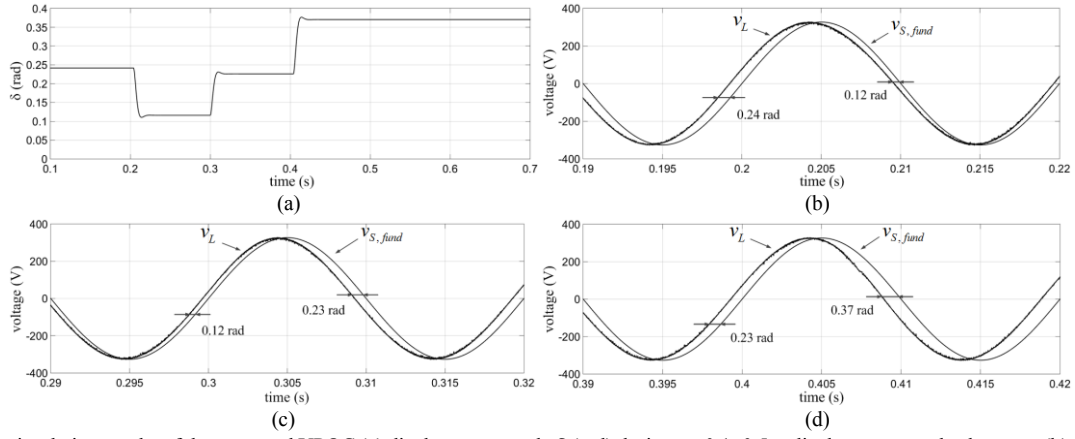 0.4
0.35
0.3
0.25
0.2
0.15
0.1
0.05
0
δ (rad)
0.1 0.2 0.3 0.4 0.5 0.6 0.7
time (s)
(a)
400
200
0
-200
-400
voltage (V)
v_L
v_S, fund
0.24 rad
0.12 rad
0.19 0.195 0.2 0.205 0.21 0.215 0.22
time (s)
(b)
400
200
0
-200
-400
voltage (V)
v_L
v_S, fund
0.12 rad
0.23 rad
0.29 0.295 0.3 0.305 0.31 0.315 0.32
time (s)
(c)
400
200
0
-200
-400
voltage (V)
v_L
v_S, fund
0.23 rad
0.37 rad
0.39 0.395 0.4 0.405 0.41 0.415 0.42
time (s)
(d)